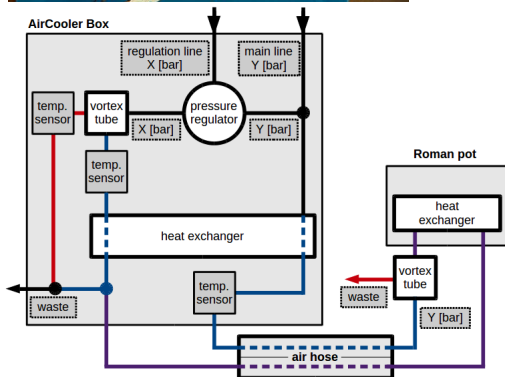 AirCooler Box
regulation line
X [bar]
main line
Y [bar]
temp.
sensor
vortex
tube
pressure
regulator
X [bar]
Y [bar]
temp.
sensor
Roman pot
heat
exchanger
heat exchanger
temp.
sensor
vortex
tube
waste
waste
Y [bar]
air hose